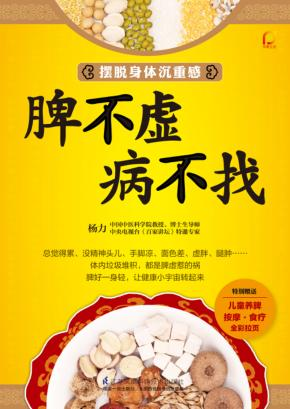 摆脱身体沉重感
脾不虚
病不找
杨力 中国中医科学院教授、博士生导师
中央电视台《百家讲坛》特邀专家
总觉得累、没精神头儿、手脚凉、面色差、虚胖、腿肿……
体内垃圾堆积，都是脾虚惹的祸
脾好一身轻，让健康小宇宙转起来
特别赠送
儿童养脾
按摩·食疗
全彩拉页